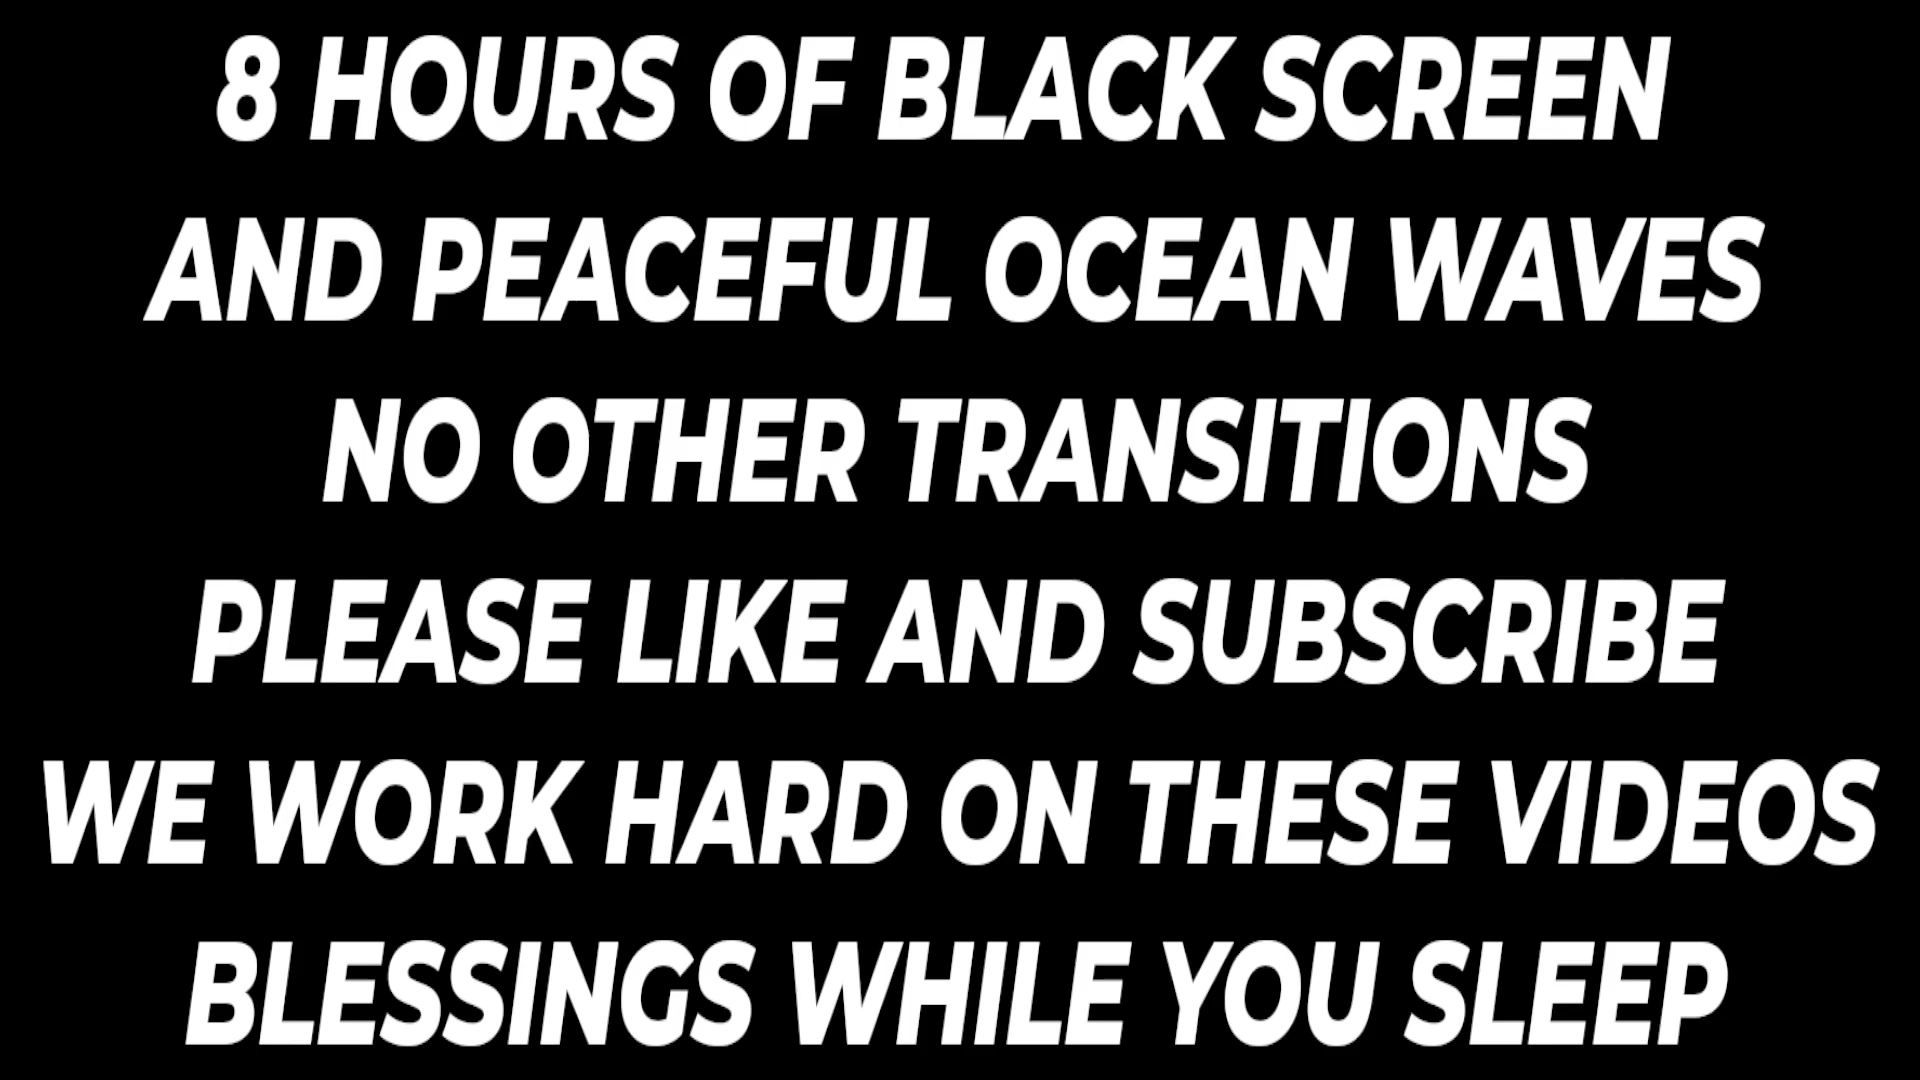 8 HOURS OF BLACK SCREEN
AND PEACEFUL OCEAN WAVES
NO OTHER TRANSITIONS
PLEASE LIKE AND SUBSCRIBE
WE WORK HARD ON THESE VIDEOS
BLESSINGS WHILE YOU SLEEP